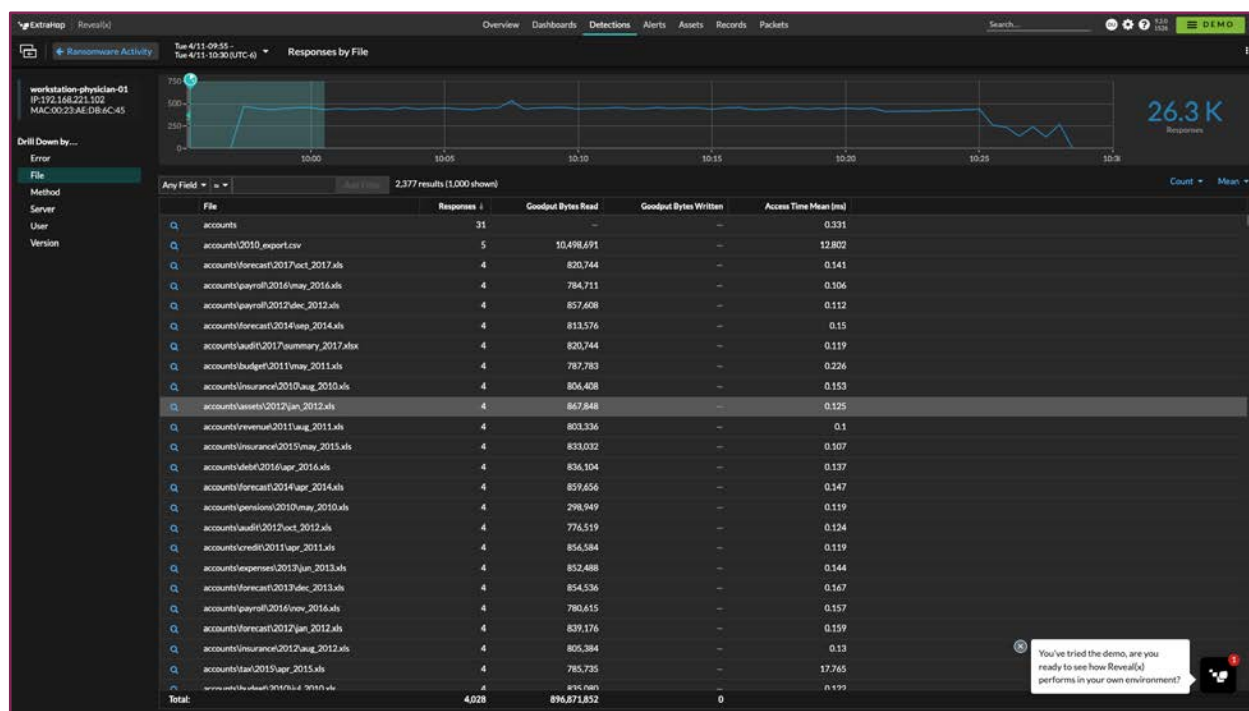 ExtraHop Reveal(x) Overview Dashboards Detections Alerts Assets Records Packets Search... DEMO
Ransomware Activity
Tue 4/11-09:55 -
Tue 4/11-10:30 (UTC-6)
Responses by File
workstation-physician-01
IP:192.168.221.102
MAC:00:23:AE:DB:6C:45
Drill Down by....
Error
File
Method
Server
User
Version
750
500
250
0
10:00 10:05 10:10 10:15 10:20 10:25
26.3 K
Responses
Any Field = Add Filter 2,377 results (1,000 shown) Count Mean
File Responses ↓ Goodput Bytes Read Goodput Bytes Written Access Time Mean (ms)
accounts 31 — — 0.331
accounts\2010_export.csv 5 10,498,691 — 12.802
accounts\forecast\2017\oct_2017.xls 4 820,744 — 0.141
accounts\payroll\2016\may_2016.xls 4 784,711 — 0.106
accounts\payroll\2012\dec_2012.xls 4 857,608 — 0.112
accounts\forecast\2014\sep_2014.xls 4 813,576 — 0.15
accounts\audit\2017\summary_2017.xlsx 4 820,744 — 0.119
accounts\budget\2011\may_2011.xls 4 787,783 — 0.226
accounts\insurance\2010\aug_2010.xls 4 806,408 — 0.153
accounts\assets\2012\jan_2012.xls 4 867,848 — 0.125
accounts\revenue\2011\aug_2011.xls 4 803,336 — 0.1
accounts\insurance\2015\may_2015.xls 4 833,032 — 0.107
accounts\debt\2016\apr_2016.xls 4 836,104 — 0.137
accounts\forecast\2014\apr_2014.xls 4 859,656 — 0.147
accounts\pensions\2010\may_2010.xls 4 298,949 — 0.119
accounts\audit\2012\oct_2012.xls 4 776,519 — 0.124
accounts\credit\2011\apr_2011.xls 4 856,584 — 0.119
accounts\expenses\2013\jun_2013.xls 4 852,488 — 0.144
accounts\forecast\2013\dec_2013.xls 4 854,536 — 0.167
accounts\payroll\2016\nov_2016.xls 4 780,615 — 0.157
accounts\forecast\2012\jan_2012.xls 4 839,176 — 0.159
accounts\insurance\2012\aug_2012.xls 4 805,384 — 0.13
accounts\tax\2015\apr_2015.xls 4 785,735 — 17.765
accounts\budget\2010\jul_2010.xls 4 835,080 — 0.122
Total: 4,028 896,871,852 0
You've tried the demo, are you
ready to see how Reveal(x)
performs in your own environment?
1